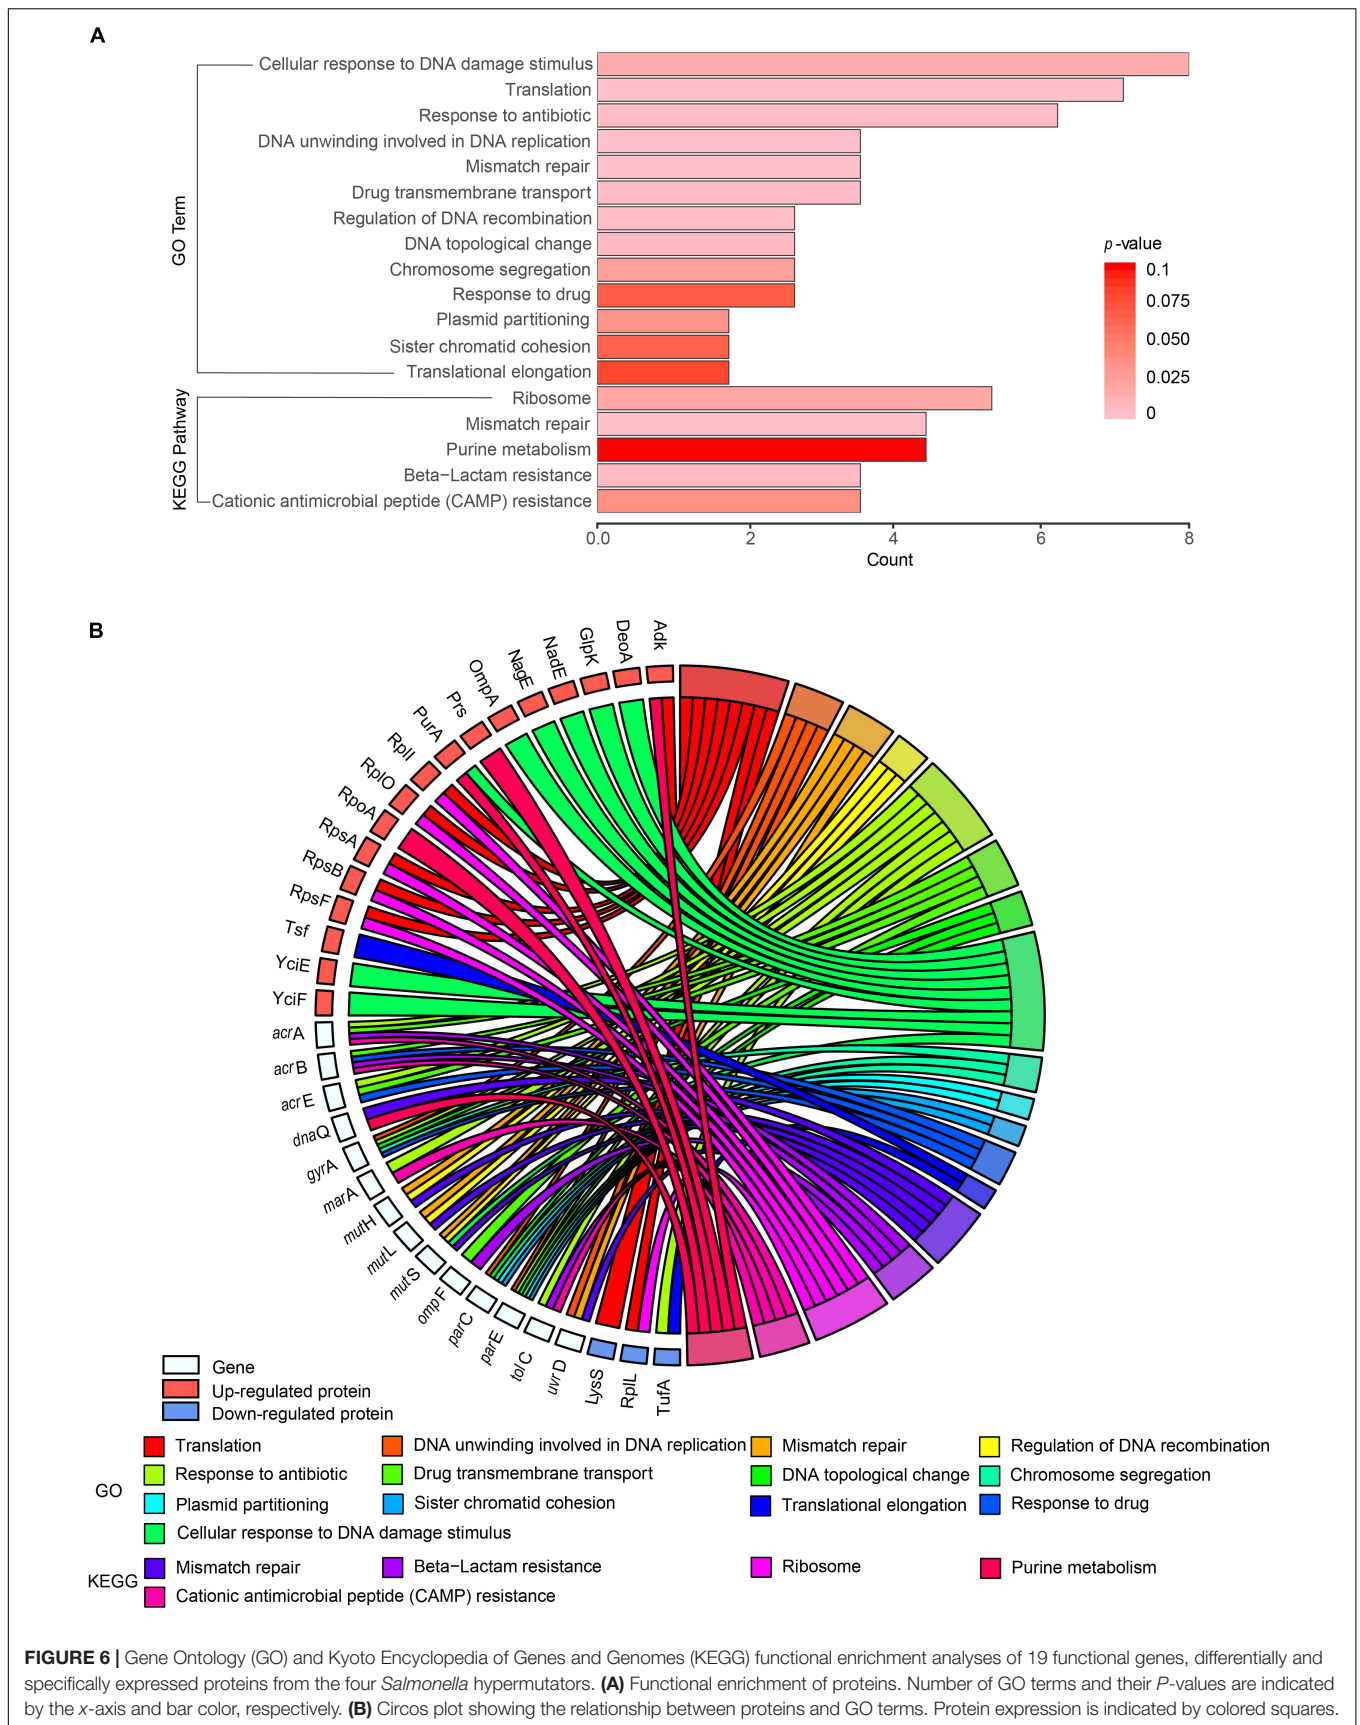 A
Cellular response to DNA damage stimulus
Translation
Response to antibiotic
DNA unwinding involved in DNA replication
Mismatch repair
Drug transmembrane transport
Regulation of DNA recombination
DNA topological change
Chromosome segregation
Response to drug
Plasmid partitioning
Sister chromatid cohesion
Translational elongation
GO Term
Ribosome
Mismatch repair
Purine metabolism
Beta−Lactam resistance
Cationic antimicrobial peptide (CAMP) resistance
KEGG Pathway
0.0 2 4 6 8
Count
p -value
0.1
0.075
0.050
0.025
0
B
Adk
DeoA
GlpK
NadE
NagE
OmpA
Prs
PurA
RplI
RplO
RpoA
RpsA
RpsB
RpsF
Tsf
YciE
YciF
acrA
acrB
acrE
dnaQ
gyrA
marA
mutH
mutL
mutS
ompF
parC
parE
tolC
uvrD
LysS
RplL
TufA
Gene
Up-regulated protein
Down-regulated protein
GO
Translation DNA unwinding involved in DNA replication Mismatch repair Regulation of DNA recombination
Response to antibiotic Drug transmembrane transport DNA topological change Chromosome segregation
Plasmid partitioning Sister chromatid cohesion Translational elongation Response to drug
Cellular response to DNA damage stimulus
KEGG
Mismatch repair Beta−Lactam resistance Ribosome Purine metabolism
Cationic antimicrobial peptide (CAMP) resistance
FIGURE 6 | Gene Ontology (GO) and Kyoto Encyclopedia of Genes and Genomes (KEGG) functional enrichment analyses of 19 functional genes, differentially and
specifically expressed proteins from the four Salmonella hypermutators. (A) Functional enrichment of proteins. Number of GO terms and their P-values are indicated
by the x-axis and bar color, respectively. (B) Circos plot showing the relationship between proteins and GO terms. Protein expression is indicated by colored squares.